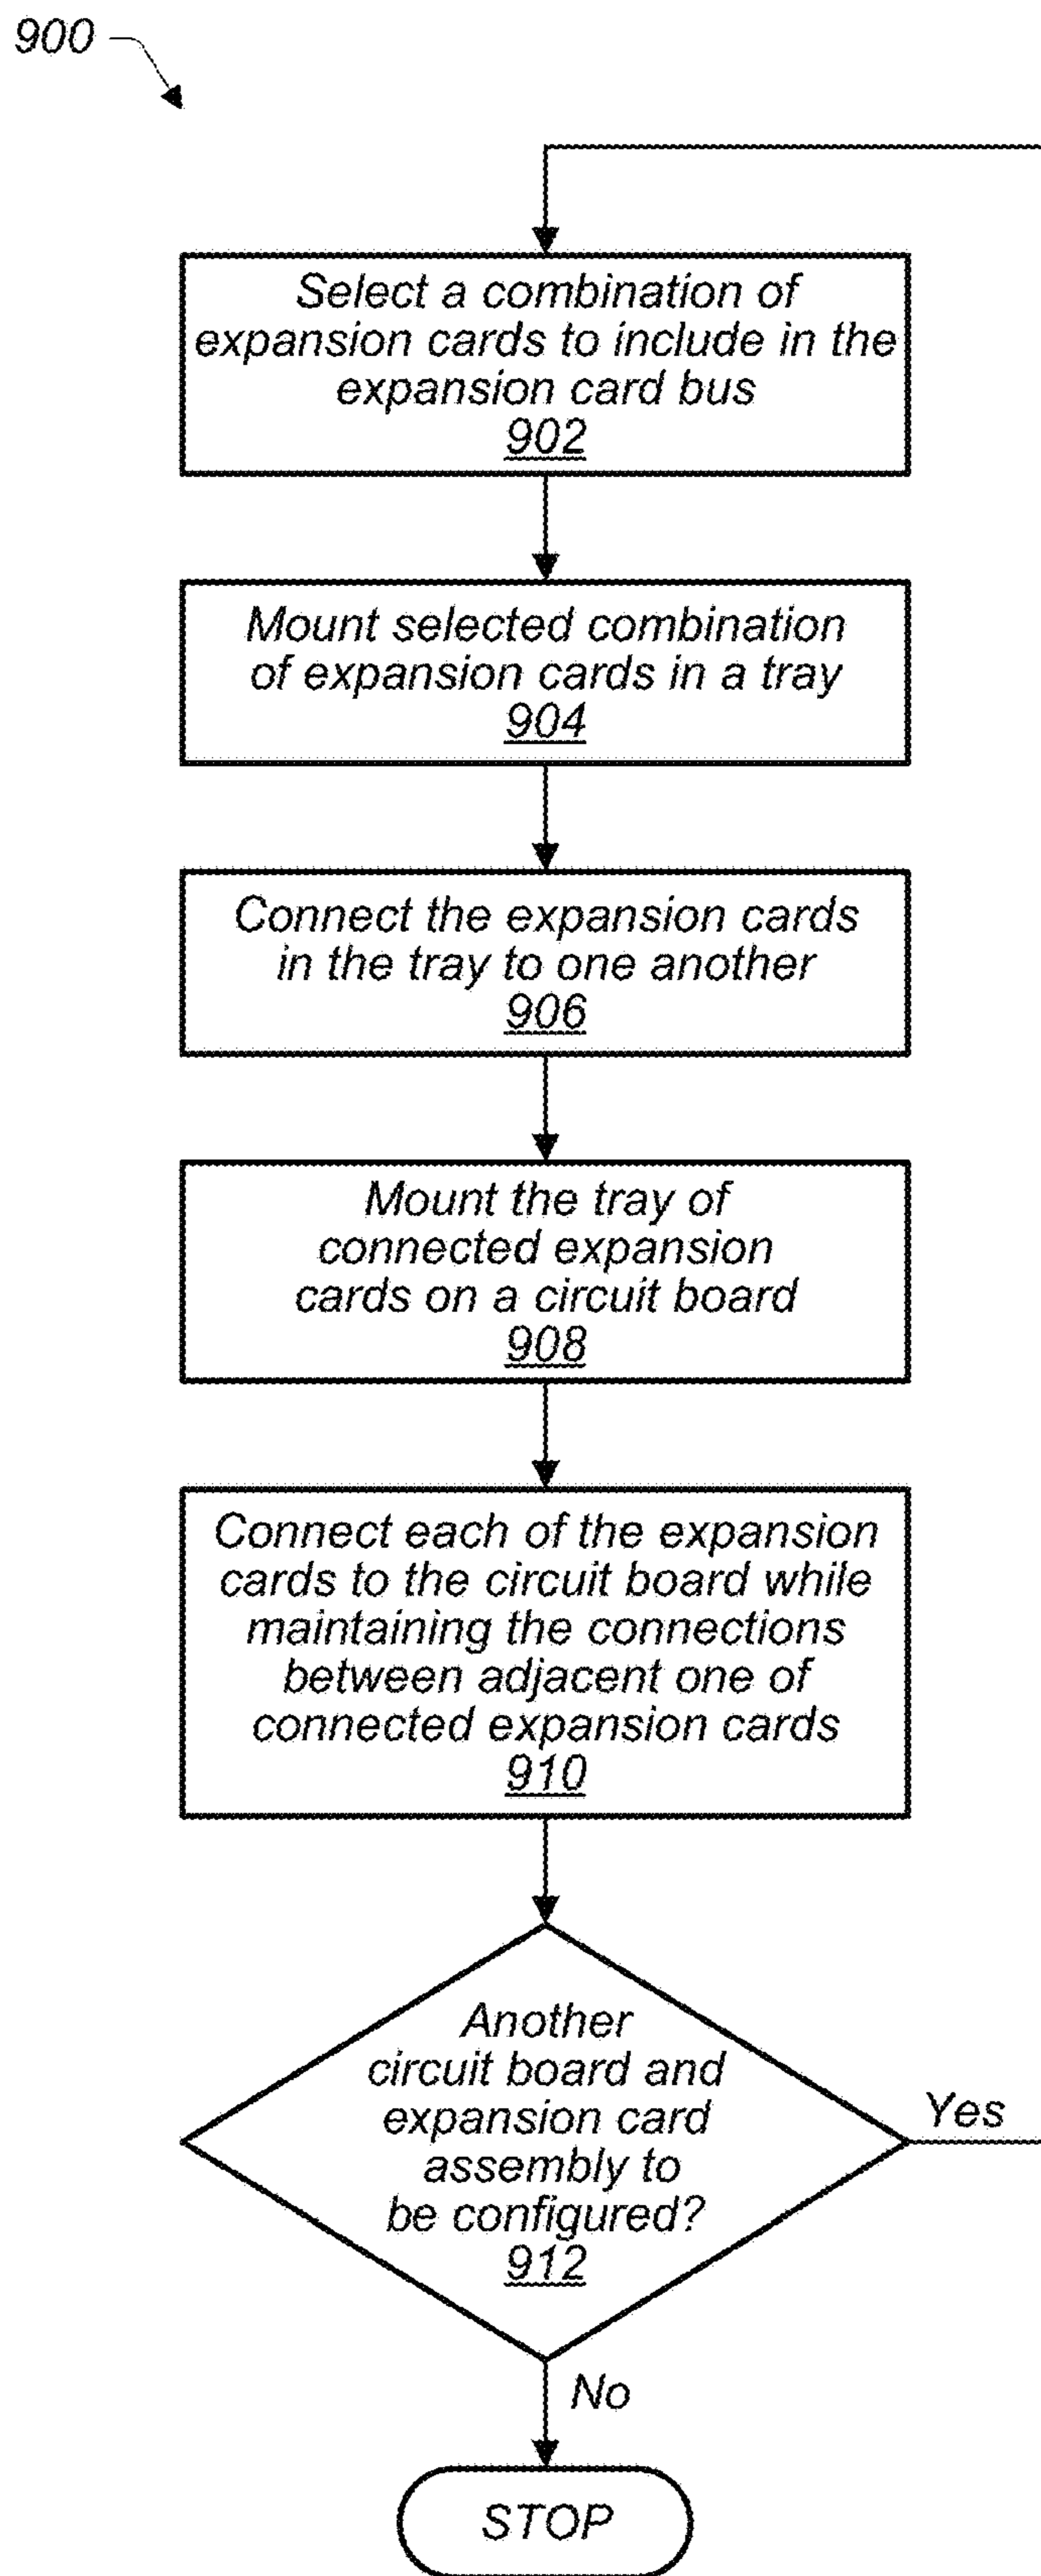 900
Select a combination of
expansion cards to include in the
expansion card bus
902
Mount selected combination
of expansion cards in a tray
904
Connect the expansion cards
in the tray to one another
906
Mount the tray of
connected expansion
cards on a circuit board
908
Connect each of the expansion
cards to the circuit board while
maintaining the connections
between adjacent one of
connected expansion cards
910
Another
circuit board and
expansion card
assembly to
be configured?
912
Yes
No
STOP